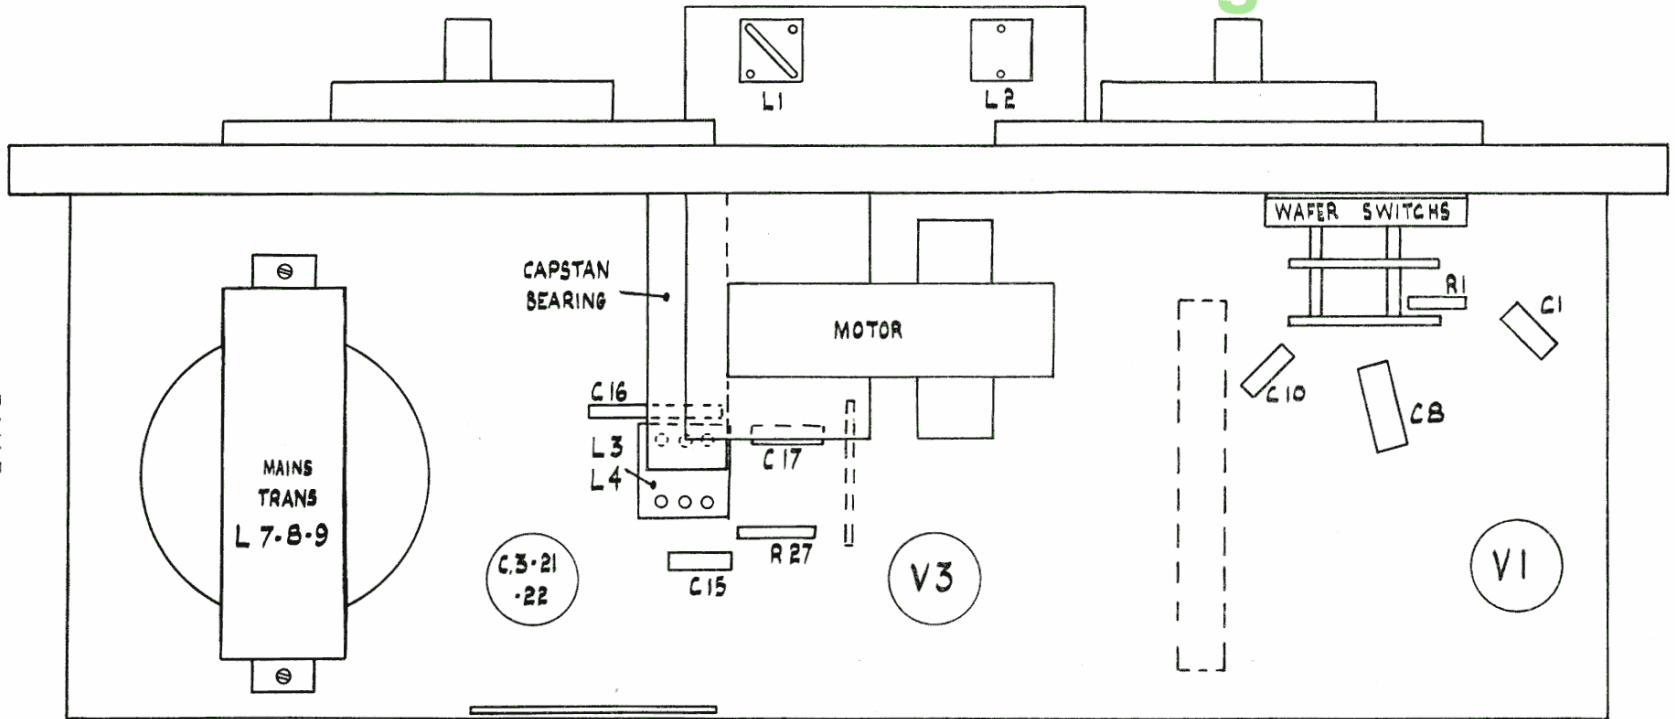 L1
L2
WAFER SWITCHS
CAPSTAN
BEARING
R1
C1
MOTOR
C16
C10
C8
L3
L4
C17
MAINS
TRANS
L 7-8-9
R27
C.3-21
-22
C15
V3
V1